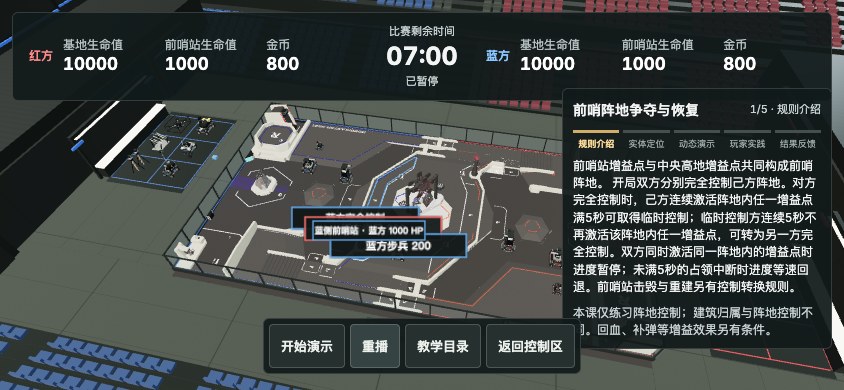 比赛剩余时间
红方
基地生命值
10000
前哨站生命值
1000
金币
800
07:00
已暂停
蓝方
基地生命值
10000
前哨站生命值
1000
金币
800
前哨阵地争夺与恢复
1/5 · 规则介绍
规则介绍
实体定位
动态演示
玩家实践
结果反馈
前哨站增益点与中央高地增益点共同构成前哨
阵地。 开局双方分别完全控制己方阵地。对方
完全控制时，己方连续激活阵地内任一增益点
满5秒可取得临时控制；临时控制方连续5秒不
再激活该阵地内任一增益点，可转为另一方完
全控制。双方同时激活同一阵地内的增益点时
进度暂停；未满5秒的占领中断时进度等速回
退。前哨站击毁与重建另有控制转换规则。
本课仅练习阵地控制；建筑归属与阵地控制不
同。回血、补弹等增益效果另有条件。
蓝侧前哨站 · 蓝方 1000 HP
蓝方步兵 200
开始演示
重播
教学目录
返回控制区